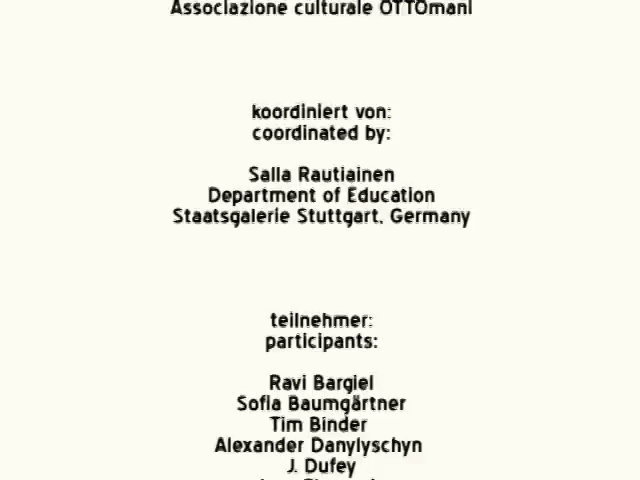 Associazione culturale OTTOmani
koordiniert von:
coordinated by:
Salla Rautiainen
Department of Education
Staatsgalerie Stuttgart, Germany
teilnehmer:
participants:
Ravi Bargiel
Sofia Baumgärtner
Tim Binder
Alexander Danylyschyn
J. Dufey